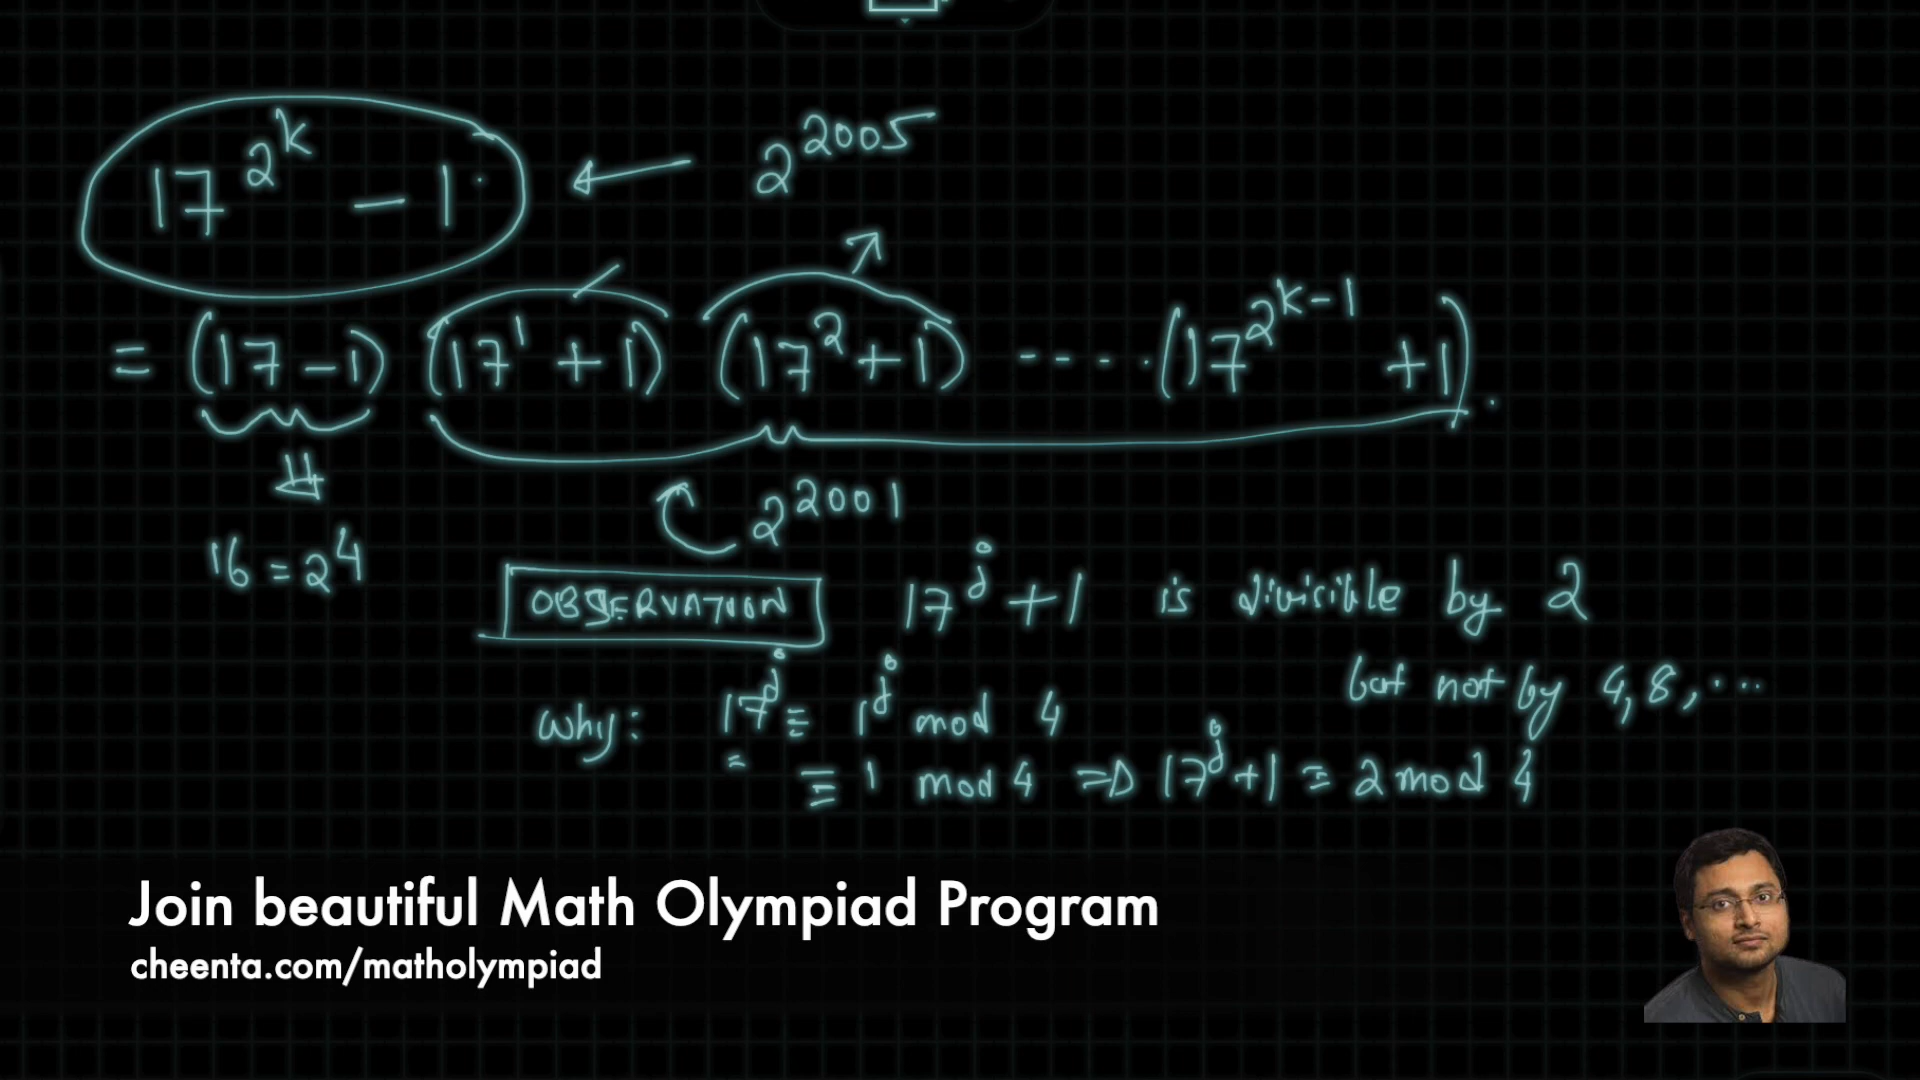 17^{2^k} - 1 ← 2^{2005}
= (17-1) (17^1 + 1) (17^2 + 1) ---- (17^{2^{k-1}} + 1).
2^{2001}
16 = 2^4
OBSERVATION 17^j + 1 is divisible by 2
but not by 4, 8, ...
Why: 17^j ≡ 1^j mod 4
≡ 1 mod 4 ⇒ 17^j + 1 ≡ 2 mod 4
Join beautiful Math Olympiad Program
cheenta.com/matholympiad